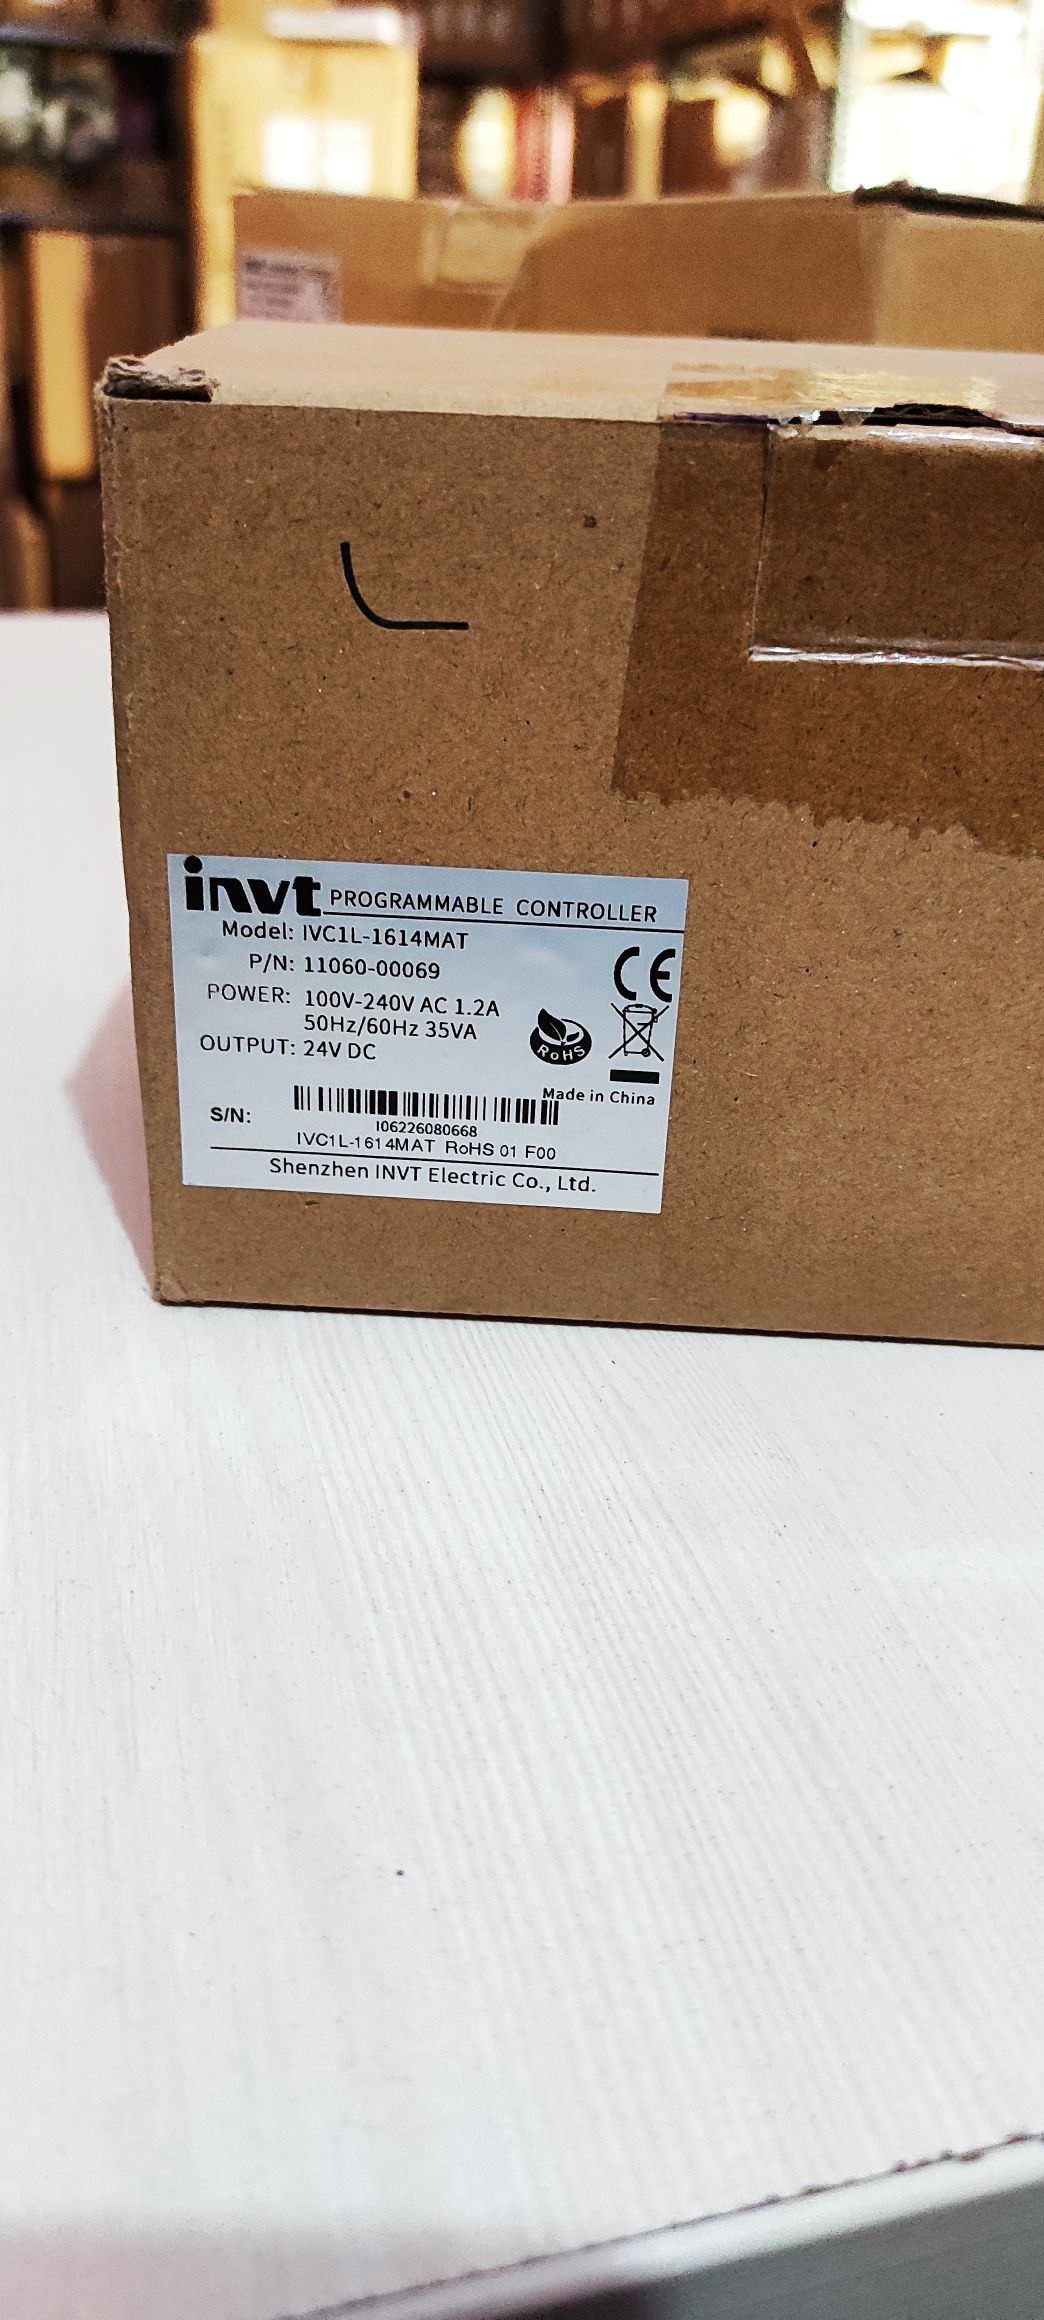 invt PROGRAMMABLE CONTROLLER
Model: IVC1L-1614MAT
P/N: 11060-00069
POWER: 100V-240V AC 1.2A
50Hz/60Hz 35VA
OUTPUT: 24V DC
CE
RoHS
Made in China
S/N:
I06226080668
IVC1L-1614MAT RoHS 01 F00
Shenzhen INVT Electric Co., Ltd.